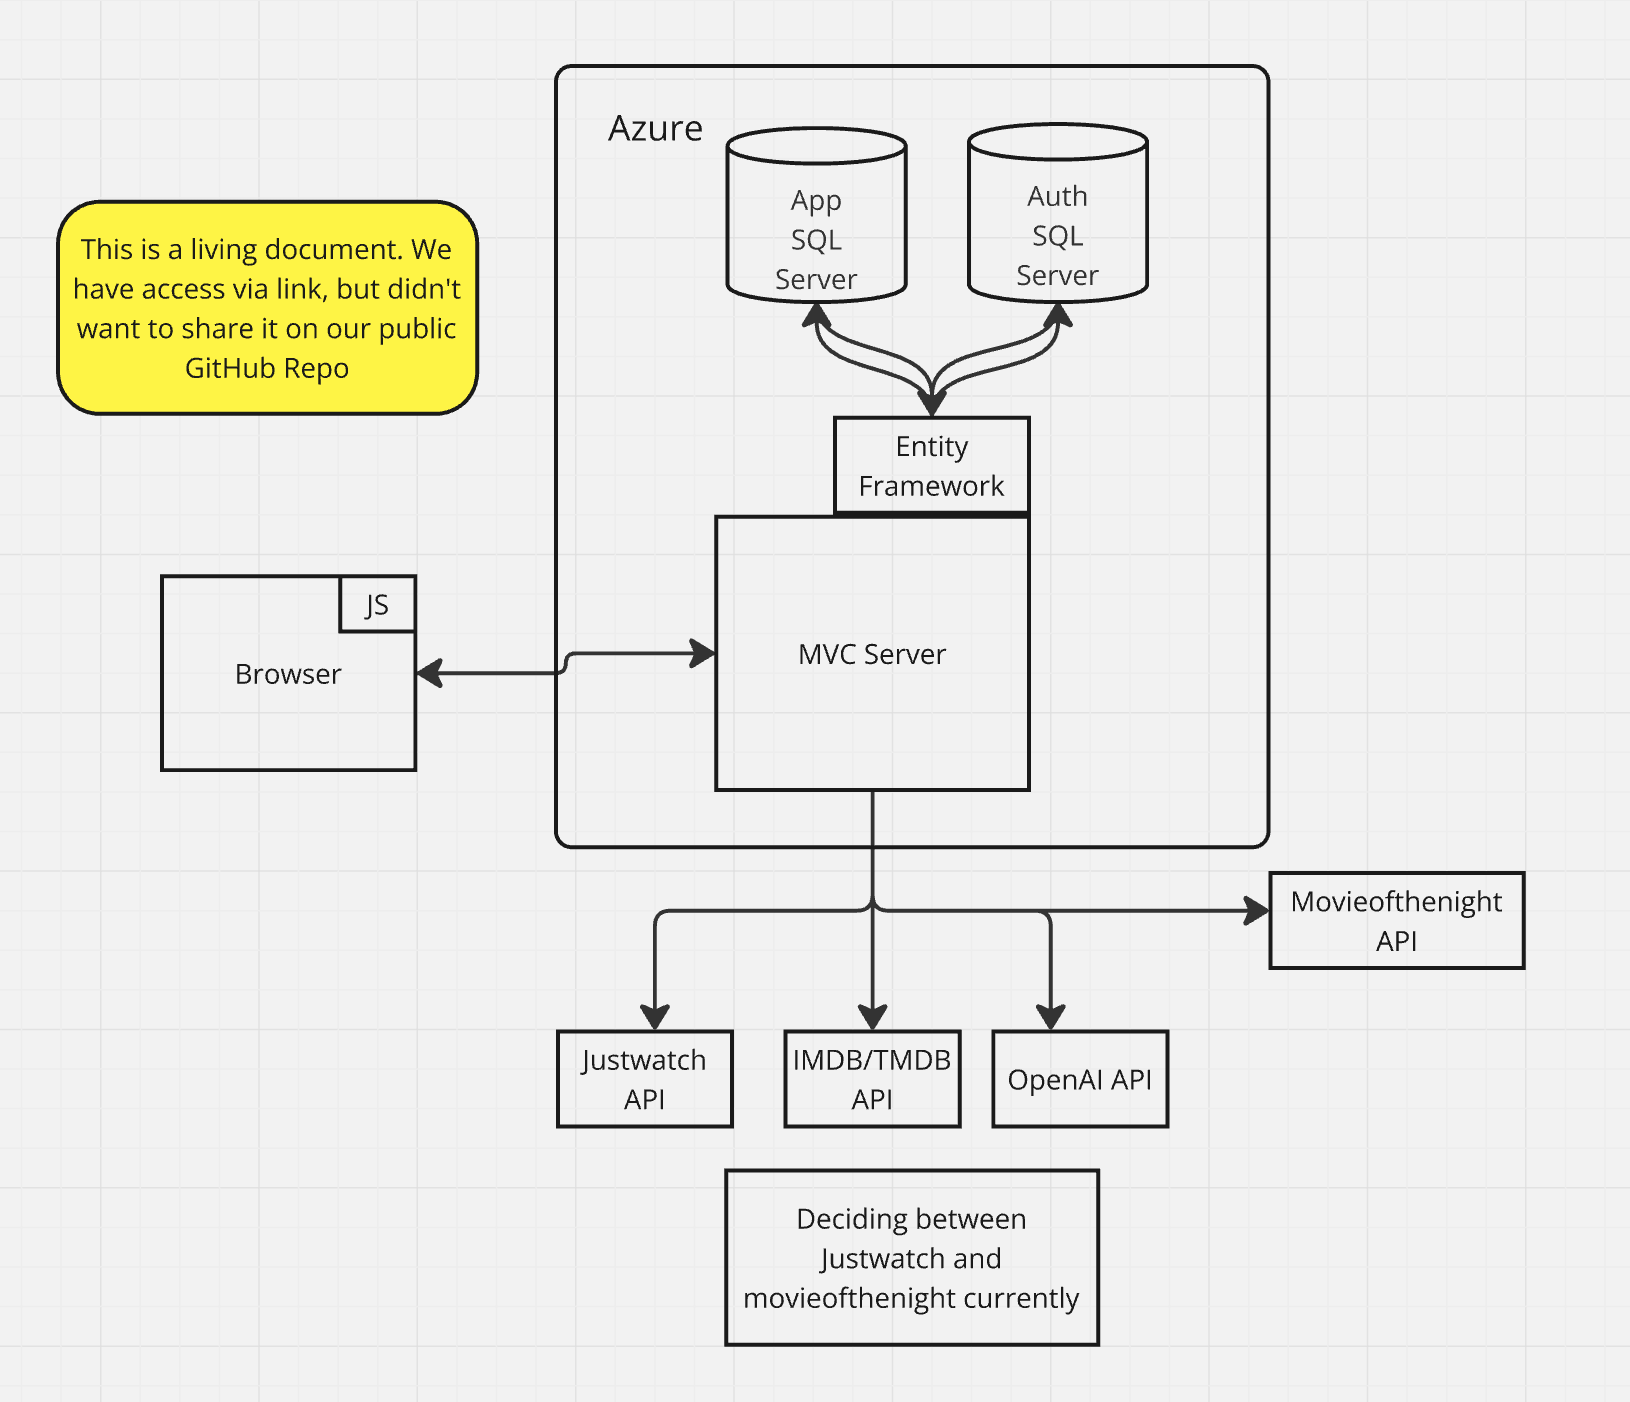 Azure
App
SQL
Server
Auth
SQL
Server
This is a living document. We
have access via link, but didn't
want to share it on our public
GitHub Repo
Entity
Framework
JS
Browser
MVC Server
Movieofthenight
API
Justwatch
API
IMDB/TMDB
API
OpenAI API
Deciding between
Justwatch and
movieofthenight currently